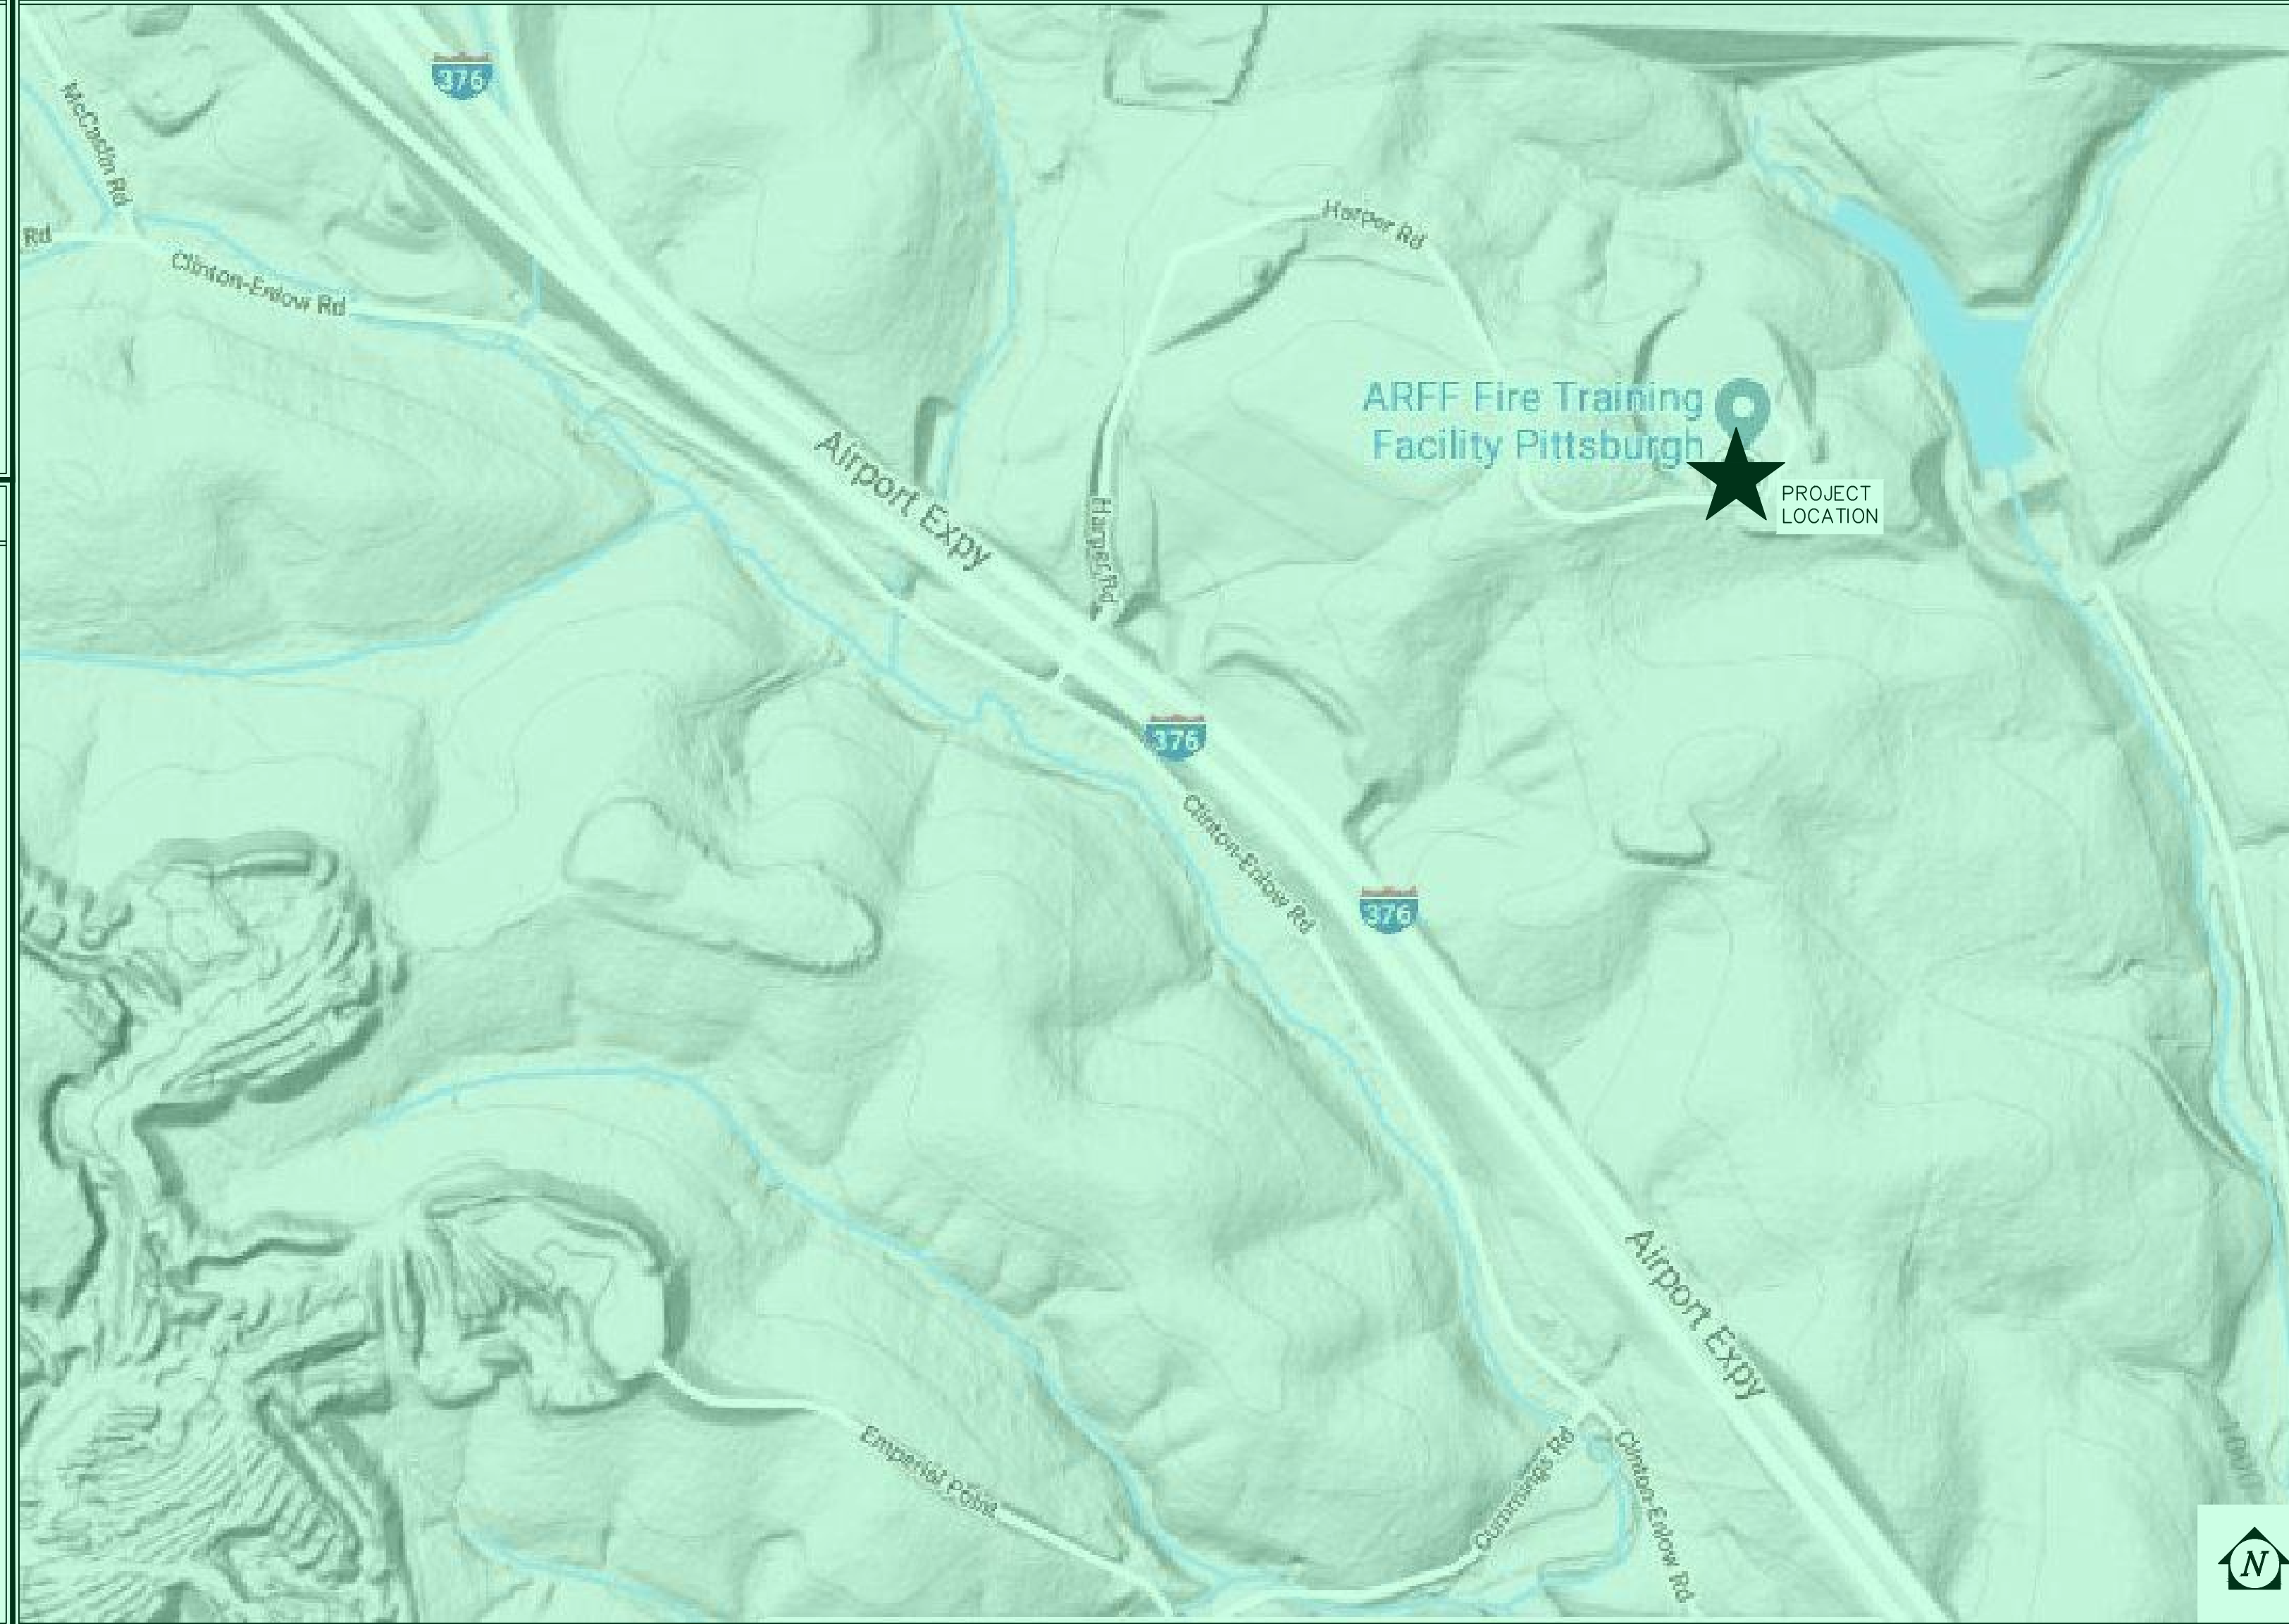 376
McCaslin Rd
Rd
Clinton-Enlow Rd
Harper Rd
ARFF Fire Training
Facility Pittsburgh
PROJECT
LOCATION
Airport Expy
Harper Rd
376
Clinton-Enlow Rd
376
Airport Expy
Emperial Point
Cummings Rd
Clinton-Enlow Rd
1000
N